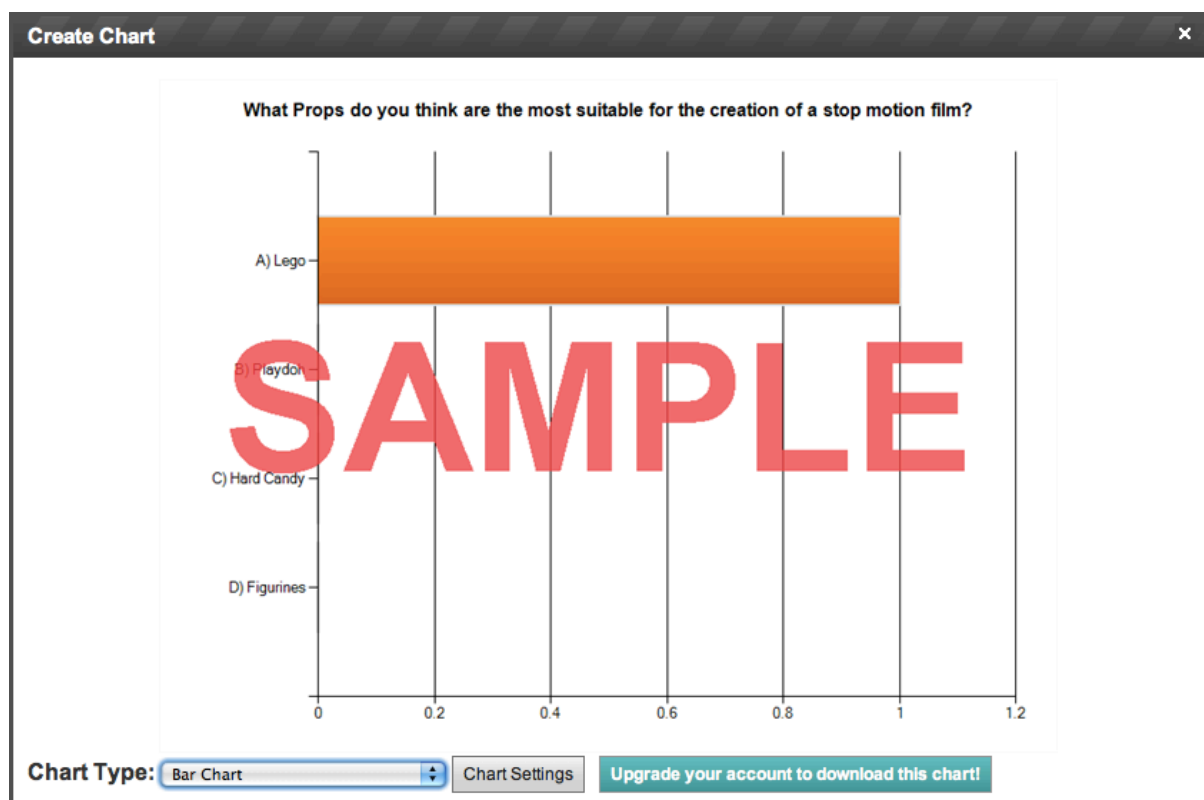 Create Chart
×
What Props do you think are the most suitable for the creation of a stop motion film?
A) Lego
B) Playdoh
SAMPLE
C) Hard Candy
D) Figurines
0 0.2 0.4 0.6 0.8 1 1.2
Chart Type: Bar Chart Chart Settings Upgrade your account to download this chart!